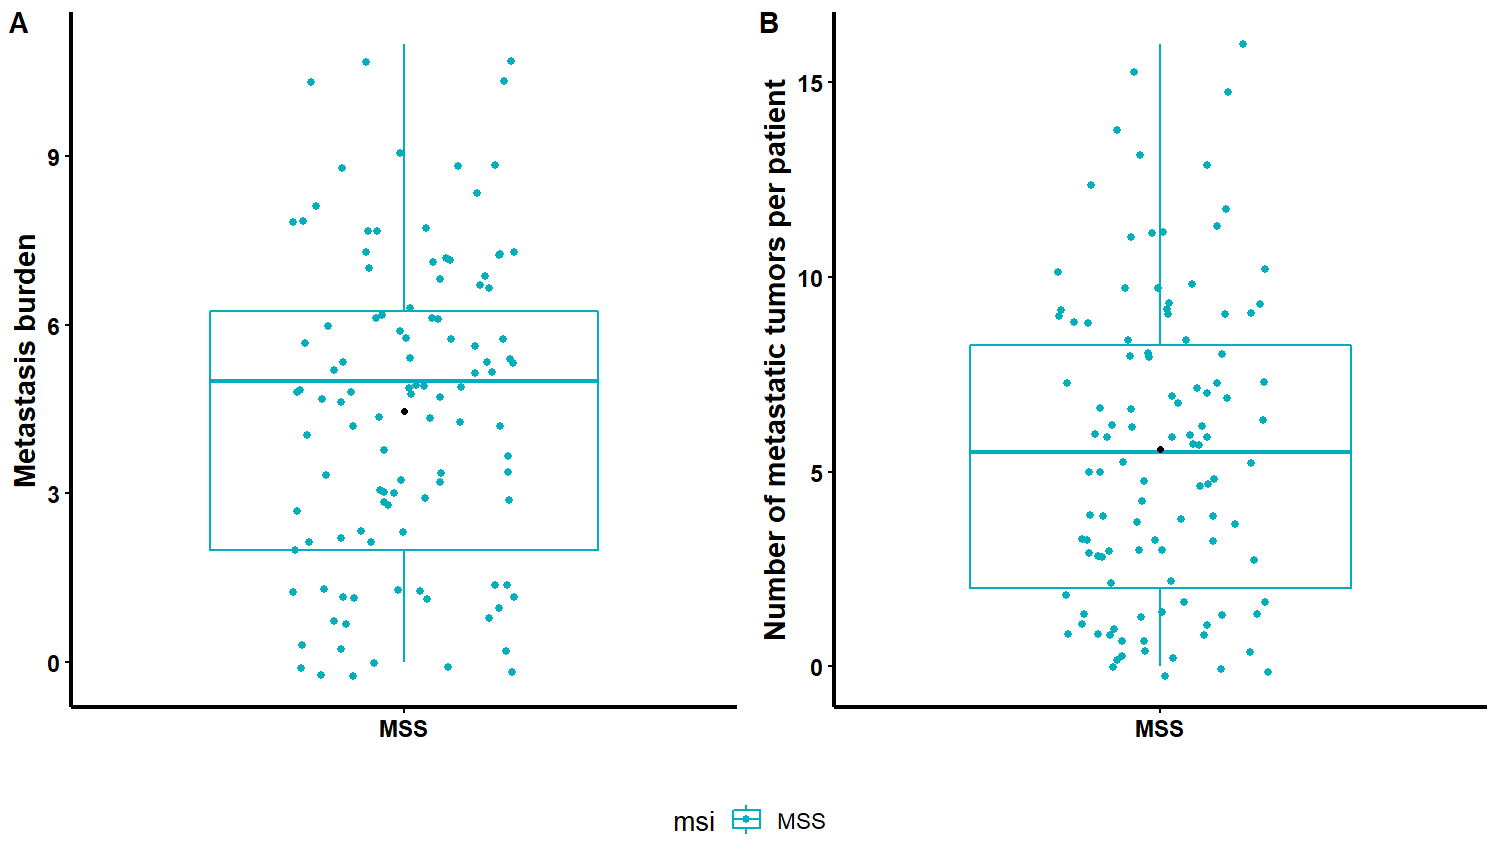 A
Metastasis burden
9
6
3
0
MSS
B
Number of metastatic tumors per patient
15
10
5
0
MSS
msi MSS